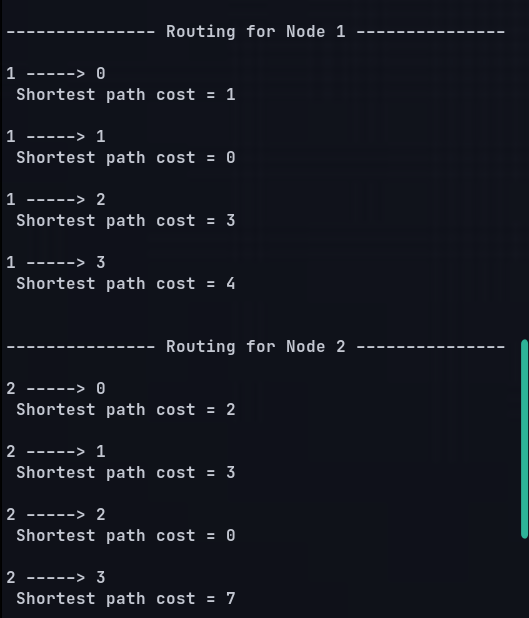 --------------- Routing for Node 1 ---------------
1 -----> 0
Shortest path cost = 1
1 -----> 1
Shortest path cost = 0
1 -----> 2
Shortest path cost = 3
1 -----> 3
Shortest path cost = 4
--------------- Routing for Node 2 ---------------
2 -----> 0
Shortest path cost = 2
2 -----> 1
Shortest path cost = 3
2 -----> 2
Shortest path cost = 0
2 -----> 3
Shortest path cost = 7